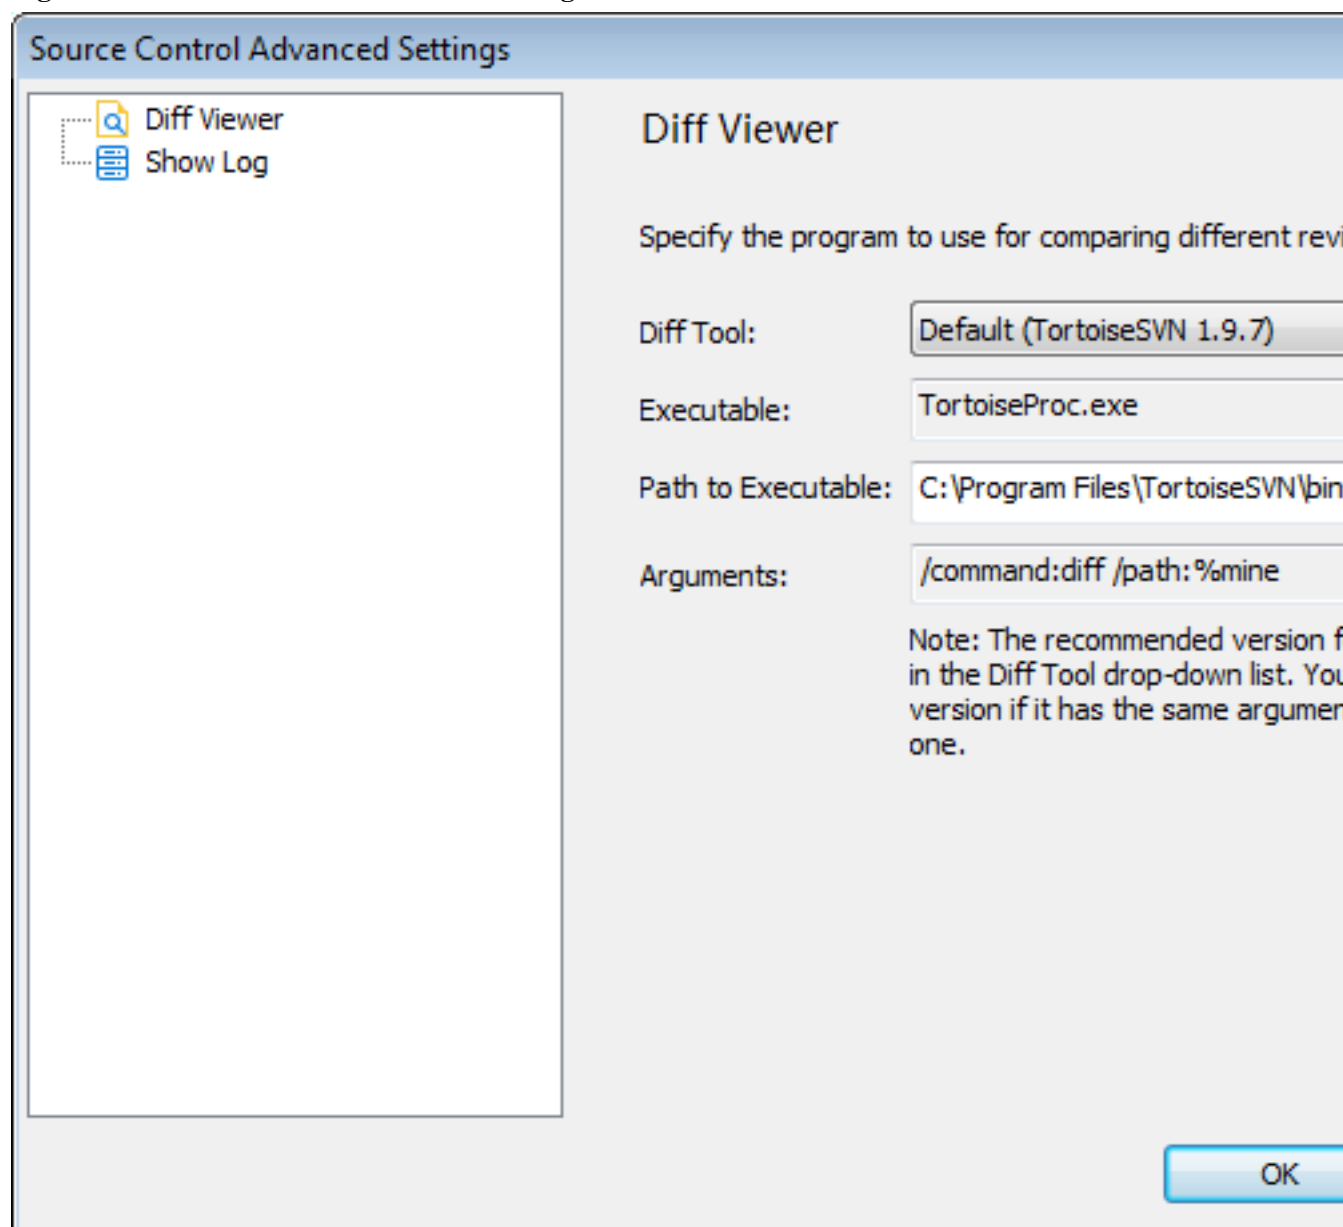 Source Control Advanced Settings
Diff Viewer
Show Log
Diff Viewer
Specify the program to use for comparing different
Diff Tool:
Default (TortoiseSVN 1.9.7)
Executable:
TortoiseProc.exe
Path to Executable:
C:\Program Files\TortoiseSVN\bin
Arguments:
/command:diff /path:%mine
Note: The recommended version
in the Diff Tool drop-down list. You
version if it has the same
one.
OK